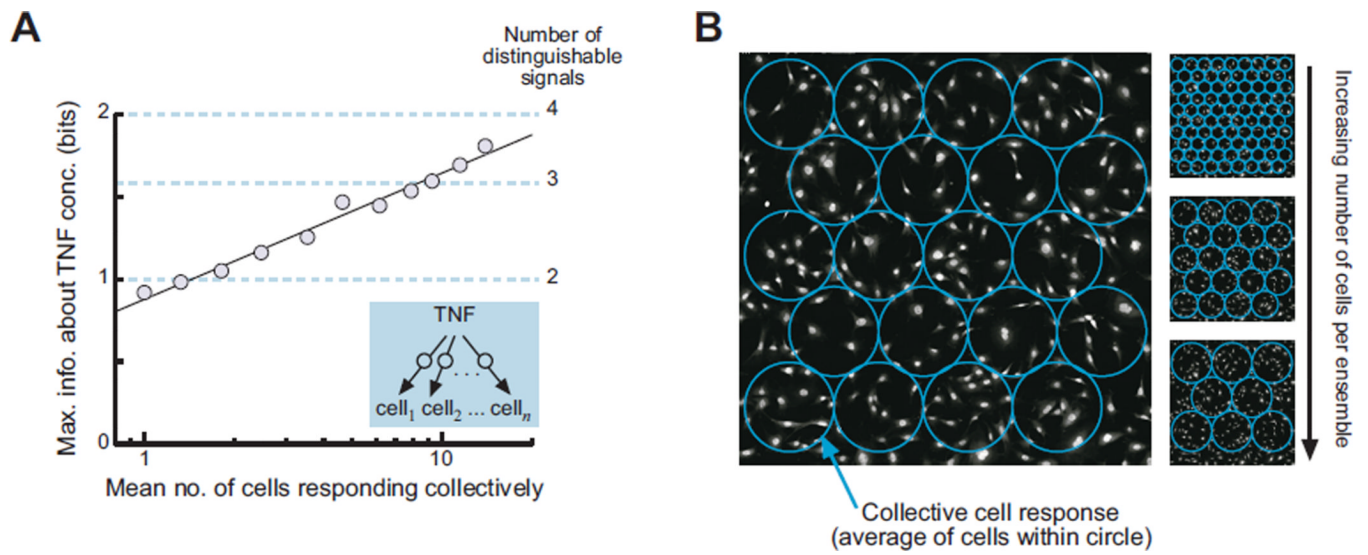 A
Number of
distinguishable
signals
Max. info. about TNF conc. (bits)
2
1
0
4
3
2
TNF
. . .
cell1 cell2 ... celln
1
10
Mean no. of cells responding collectively
B
Increasing number of cells per ensemble
Collective cell response
(average of cells within circle)